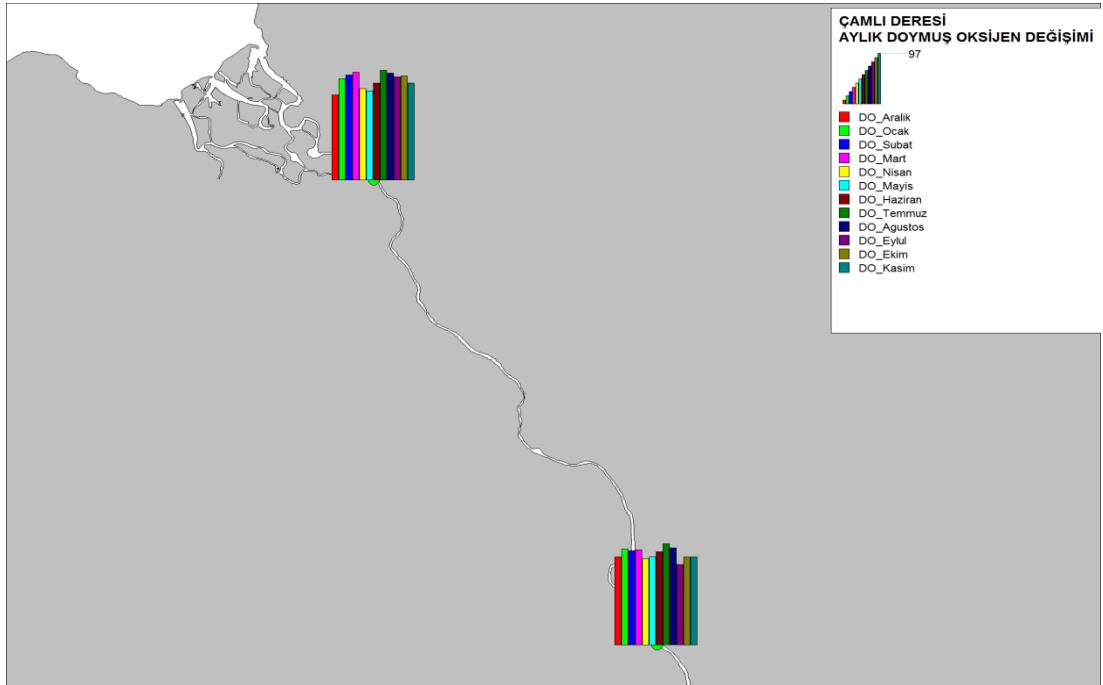 ÇAMLI DERESİ
AYLIK DOYMUŞ OKSİJEN DEĞİŞİMİ
97
DO_Aralik
DO_Ocak
DO_Subat
DO_Mart
DO_Nisan
DO_Mayis
DO_Haziran
DO_Temmuz
DO_Agustos
DO_Eylul
DO_Ekim
DO_Kasim